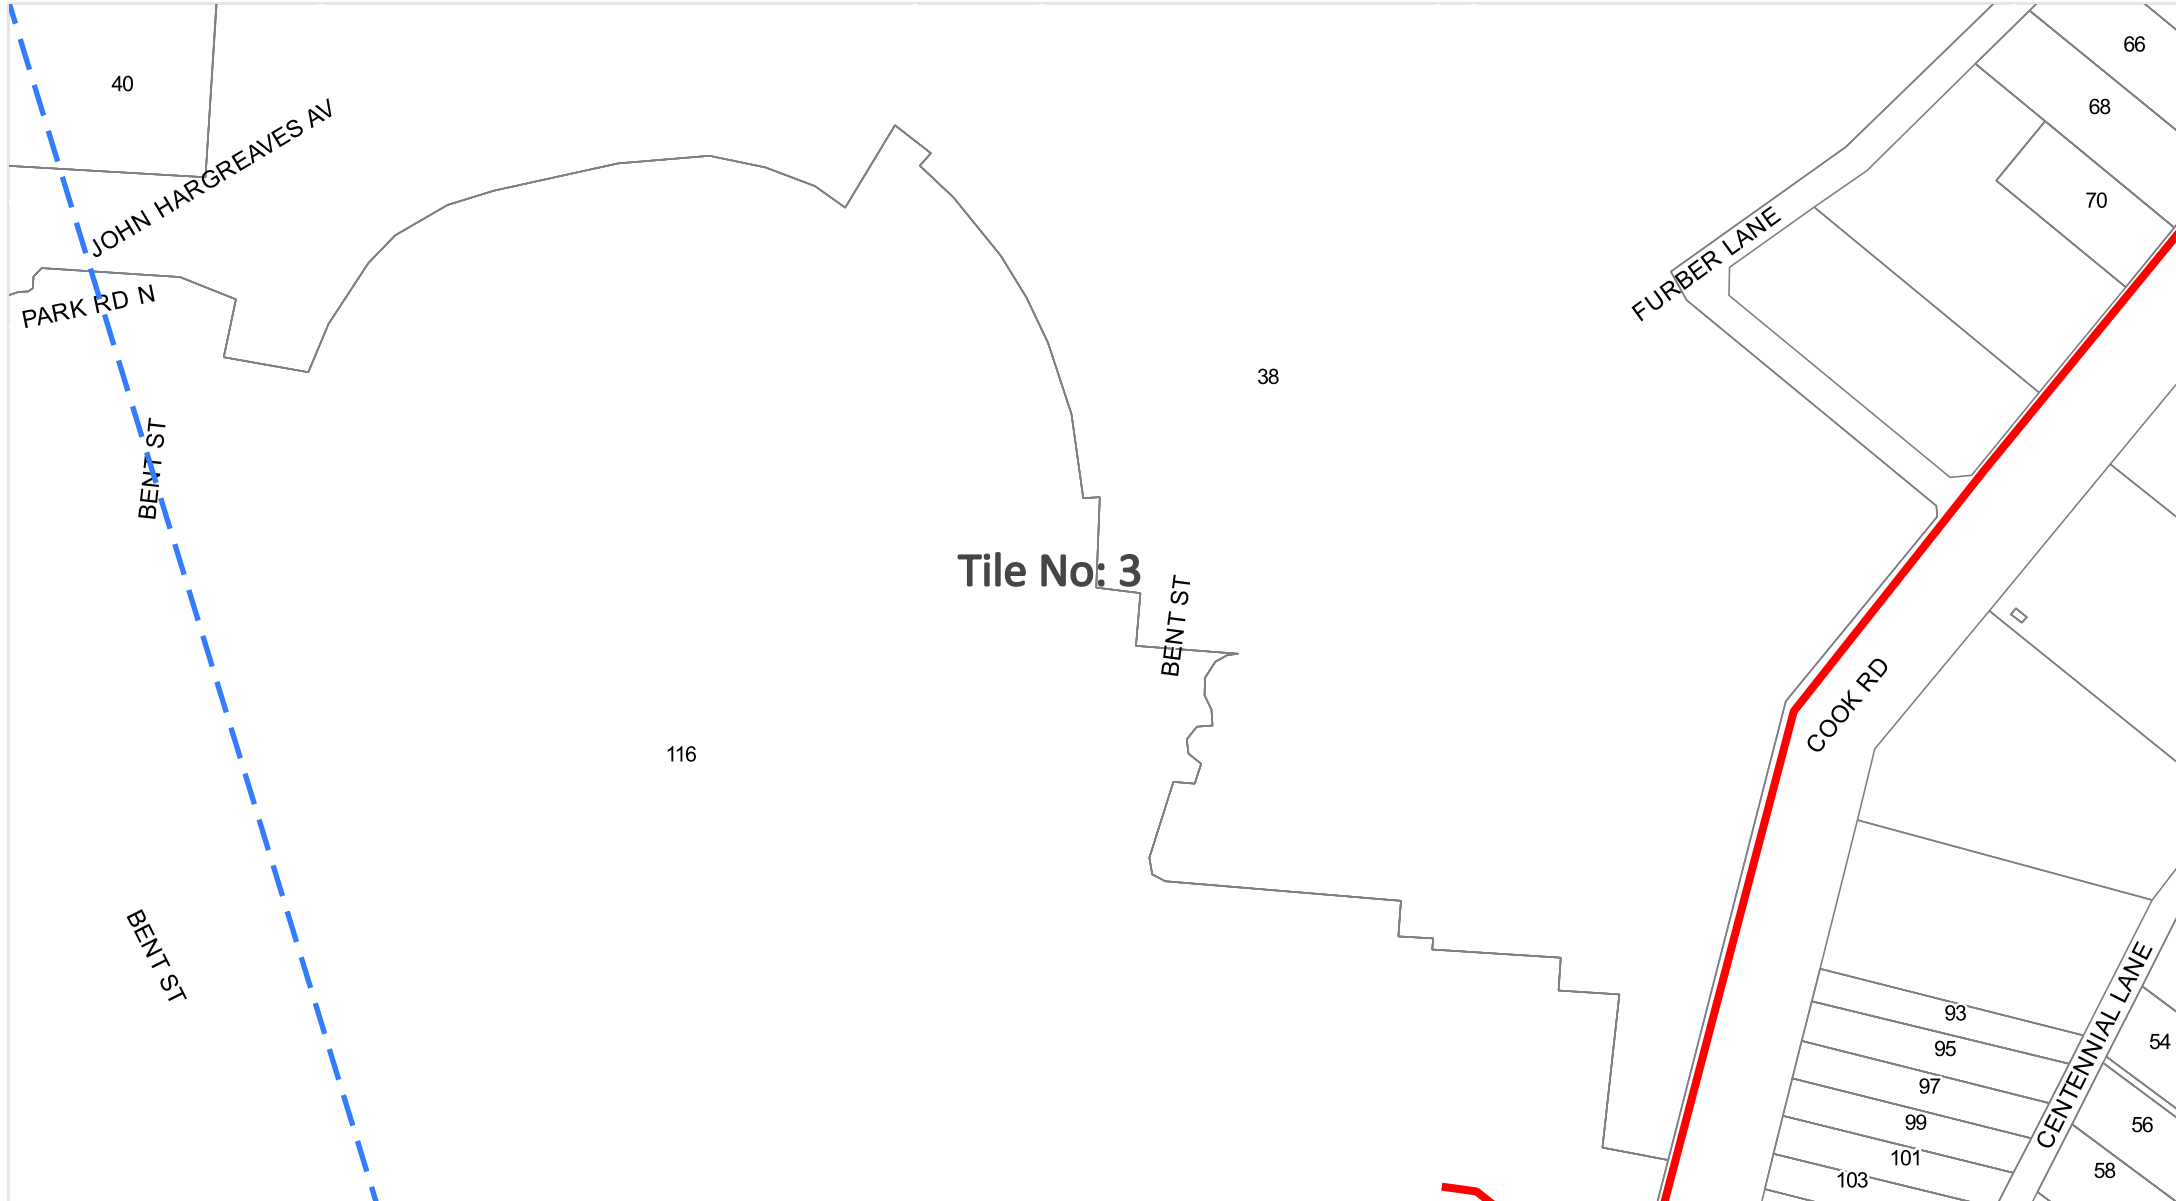 66
40
68
JOHN HARGREAVES AV
70
FURBER LANE
PARK RD N
38
BENT ST
Tile No: 3
BENT ST
COOK RD
116
BENT ST
CENTENNIAL LANE
93
54
95
97
99
56
101
58
103